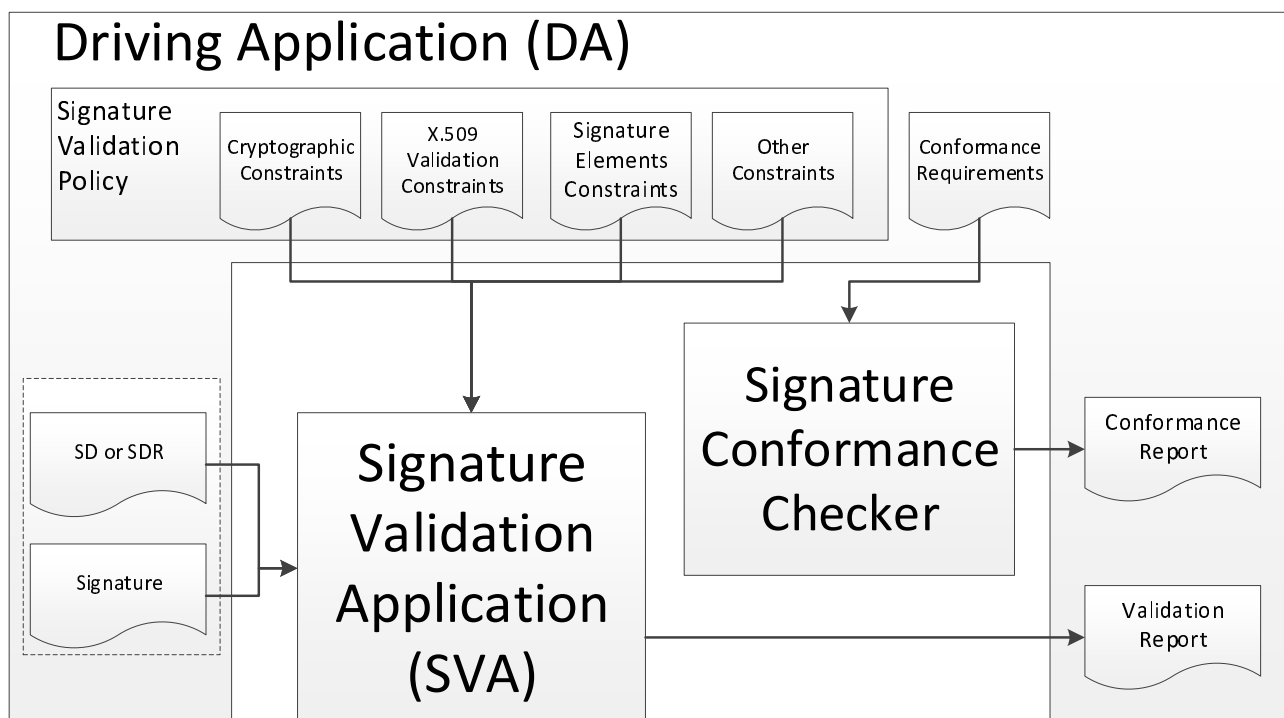 Driving Application (DA)
Signature
Validation
Policy
Cryptographic
Constraints
X.509
Validation
Constraints
Signature
Elements
Constraints
Other
Constraints
Conformance
Requirements
SD or SDR
Signature
Signature
Validation
Application
(SVA)
Signature
Conformance
Checker
Conformance
Report
Validation
Report